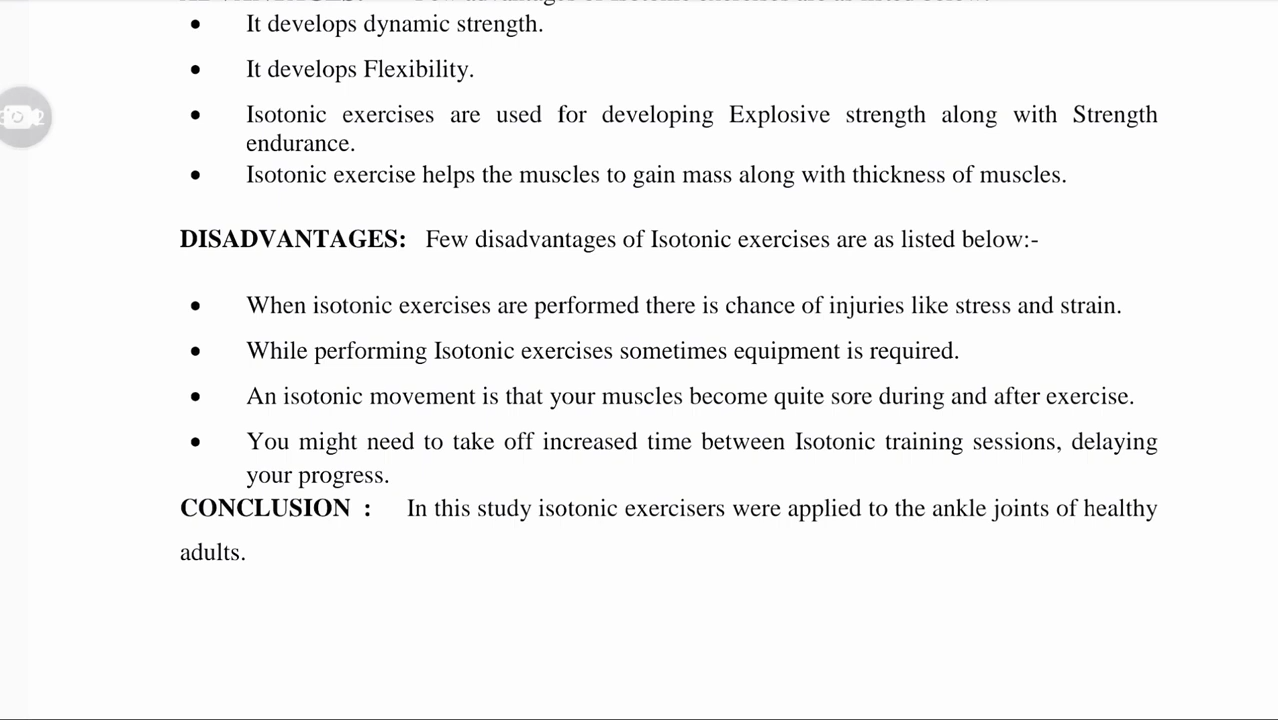 • It develops dynamic strength.
• It develops Flexibility.
• Isotonic exercises are used for developing Explosive strength along with Strength
endurance.
• Isotonic exercise helps the muscles to gain mass along with thickness of muscles.
DISADVANTAGES: Few disadvantages of Isotonic exercises are as listed below:-
• When isotonic exercises are performed there is chance of injuries like stress and strain.
• While performing Isotonic exercises sometimes equipment is required.
• An isotonic movement is that your muscles become quite sore during and after exercise.
• You might need to take off increased time between Isotonic training sessions, delaying
your progress.
CONCLUSION : In this study isotonic exercisers were applied to the ankle joints of healthy
adults.